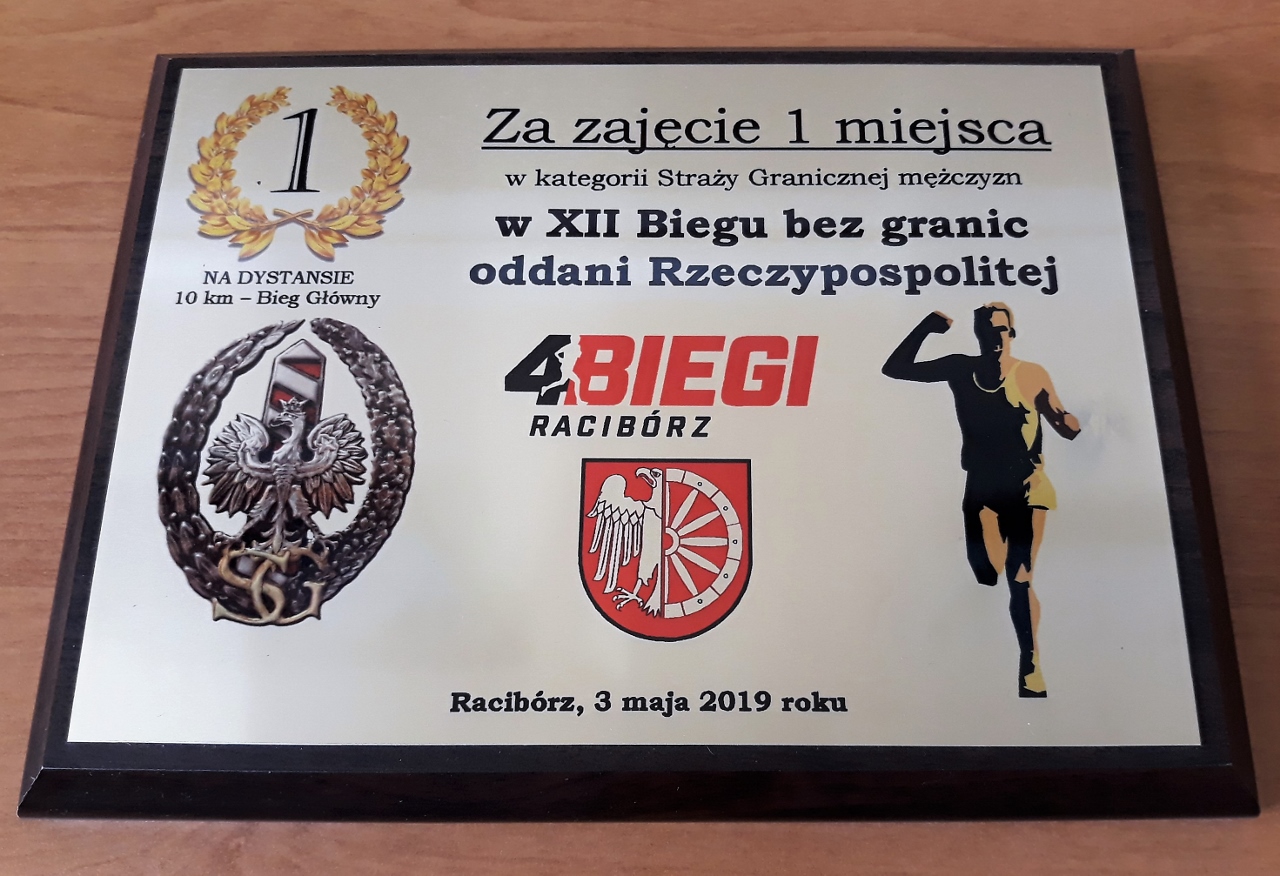 1
NA DYSTANSIE
10 km – Bieg Główny
SG
Za zajęcie 1 miejsca
w kategorii Straży Granicznej mężczyzn
w XII Biegu bez granic
oddani Rzeczypospolitej
4BIEGI
RACIBÓRZ
Racibórz, 3 maja 2019 roku